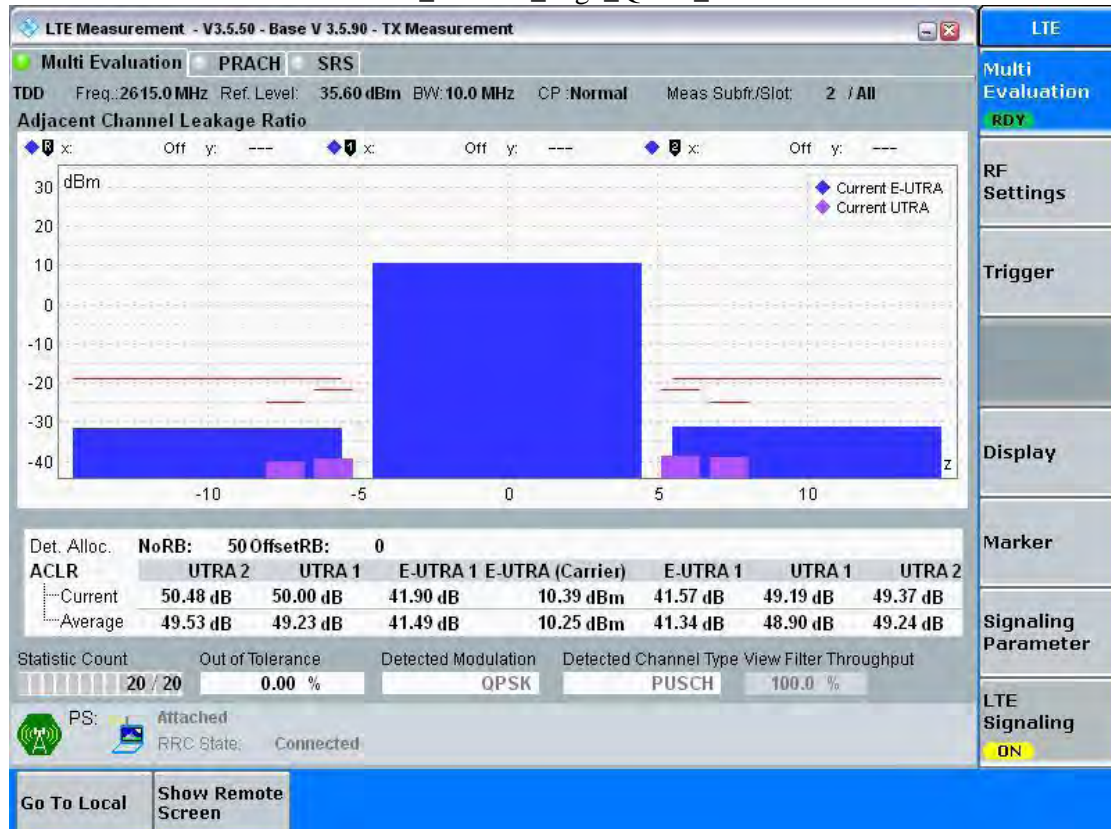 LTE Measurement - V3.5.50 - Base V 3.5.90 - TX Measurement
LTE
Multi Evaluation PRACH SRS
Multi Evaluation
RDY
TDD Freq.:2615.0 MHz Ref. Level: 35.60 dBm BW:10.0 MHz CP :Normal Meas Subfr./Slot: 2 / All
Adjacent Channel Leakage Ratio
R x: Off y: --- 1 x: Off y: --- 2 x: Off y: ---
dBm
Current E-UTRA
Current UTRA
30
20
10
0
-10
-20
-30
-40
z
-10 -5 0 5 10
RF Settings
Trigger
Display
Marker
Signaling Parameter
LTE Signaling
ON
Det. Alloc. NoRB: 50 OffsetRB: 0
ACLR UTRA 2 UTRA 1 E-UTRA 1 E-UTRA (Carrier) E-UTRA 1 UTRA 1 UTRA 2
Current 50.48 dB 50.00 dB 41.90 dB 10.39 dBm 41.57 dB 49.19 dB 49.37 dB
Average 49.53 dB 49.23 dB 41.49 dB 10.25 dBm 41.34 dB 48.90 dB 49.24 dB
Statistic Count Out of Tolerance Detected Modulation Detected Channel Type View Filter Throughput
20 / 20 0.00 % QPSK PUSCH 100.0 %
PS: Attached
RRC State: Connected
Go To Local
Show Remote Screen